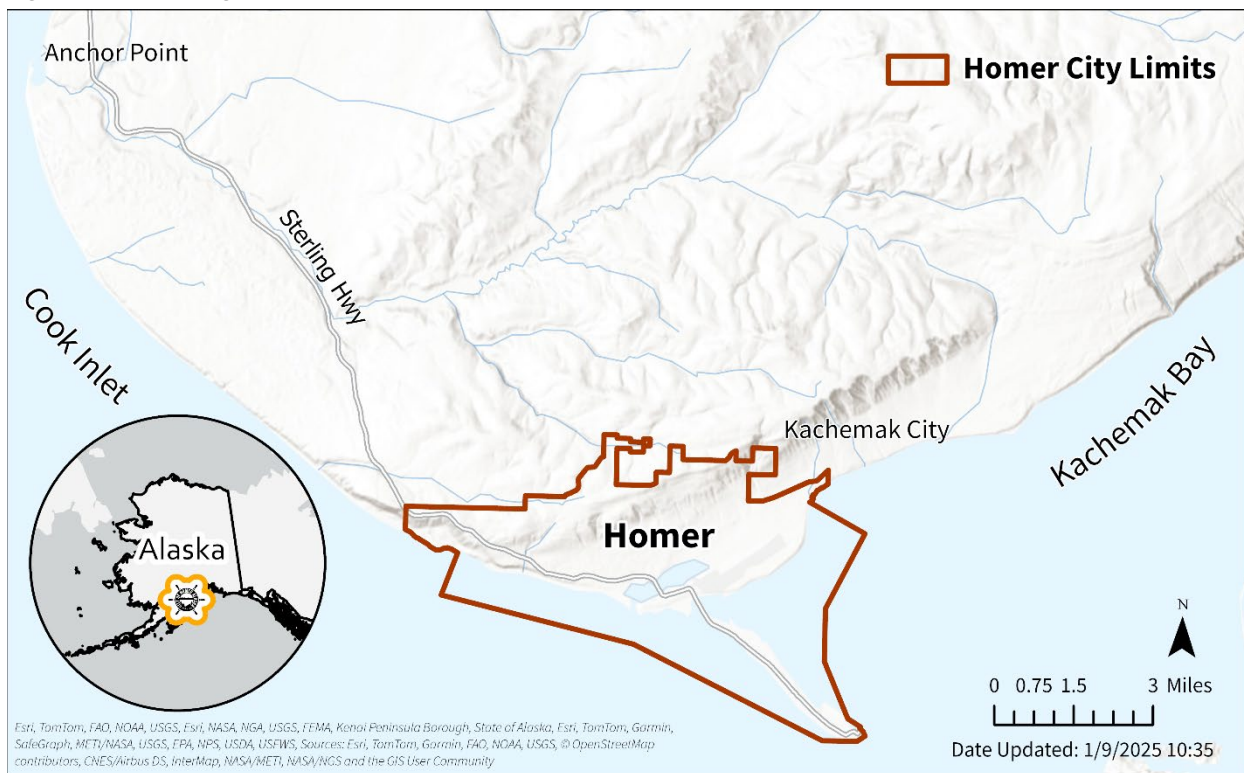 Anchor Point
Homer City Limits
Sterling Hwy
Cook Inlet
Kachemak City
Kachemak Bay
Homer
Alaska
N
0 0.75 1.5 3 Miles
Date Updated: 1/9/2025 10:35
Esri, TomTom, FAO, NOAA, USGS, Esri, NASA, NGA, USGS, FEMA, Kenai Peninsula Borough, State of Alaska, Esri, TomTom, Garmin,
SafeGraph, METI/NASA, USGS, EPA, NPS, USDA, USFWS, Sources: Esri, TomTom, Garmin, FAO, NOAA, USGS, © OpenStreetMap
contributors, CNES/Airbus DS, InterMap, NASA/METI, NASA/NGS and the GIS User Community